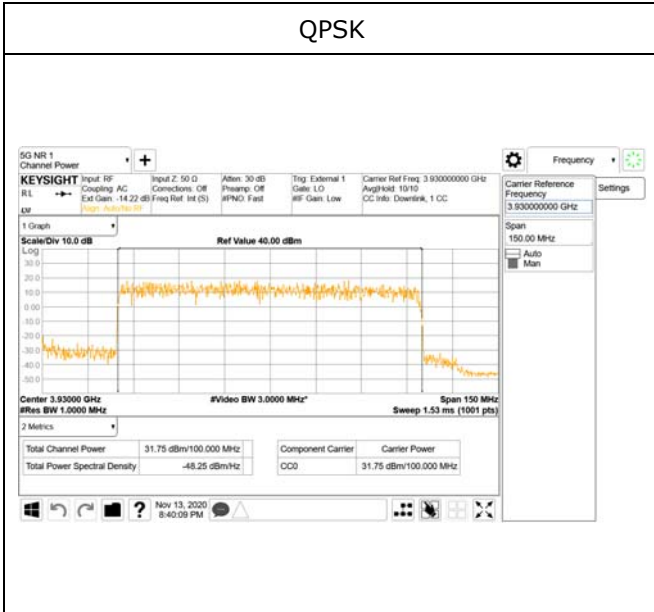 QPSK
5G NR 1
Channel Power
Frequency
KEYSIGHT
RL
Input: RF
Coupling: AC
Ext Gain: -14.22 dB
Align: Auto/No RF
Input Z: 50 Ω
Corrections: Off
Freq Ref: Int (S)
Atten: 30 dB
Preamp: Off
#PNO: Fast
Trig: External 1
Gate: LO
#IF Gain: Low
Carrier Ref Freq: 3.930000000 GHz
Avg|Hold: 10/10
CC Info: Downlink, 1 CC
Carrier Reference
Frequency
3.930000000 GHz
Settings
Span
150.00 MHz
Auto
Man
1 Graph
Scale/Div 10.0 dB
Ref Value 40.00 dBm
Log
30.0
20.0
10.0
0.00
-10.0
-20.0
-30.0
-40.0
-50.0
Center 3.93000 GHz
#Video BW 3.0000 MHz*
Span 150 MHz
#Res BW 1.0000 MHz
Sweep 1.53 ms (1001 pts)
2 Metrics
Total Channel Power 31.75 dBm/100.000 MHz
Total Power Spectral Density -48.25 dBm/Hz
Component Carrier Carrier Power
CC0 31.75 dBm/100.000 MHz
?
Nov 13, 2020
8:40:09 PM